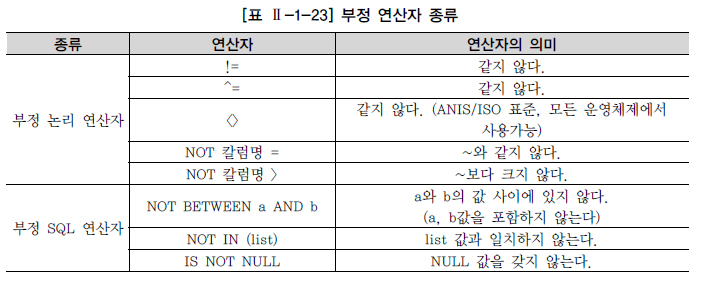 [표 Ⅱ-1-23] 부정 연산자 종류
종류 연산자 연산자의 의미
부정 논리 연산자
!= 같지 않다.
^= 같지 않다.
<> 같지 않다. (ANIS/ISO 표준, 모든 운영체제에서
사용가능)
NOT 칼럼명 = ~와 같지 않다.
NOT 칼럼명 > ~보다 크지 않다.
부정 SQL 연산자
NOT BETWEEN a AND b a와 b의 값 사이에 있지 않다.
(a, b값을 포함하지 않는다)
NOT IN (list) list 값과 일치하지 않는다.
IS NOT NULL NULL 값을 갖지 않는다.